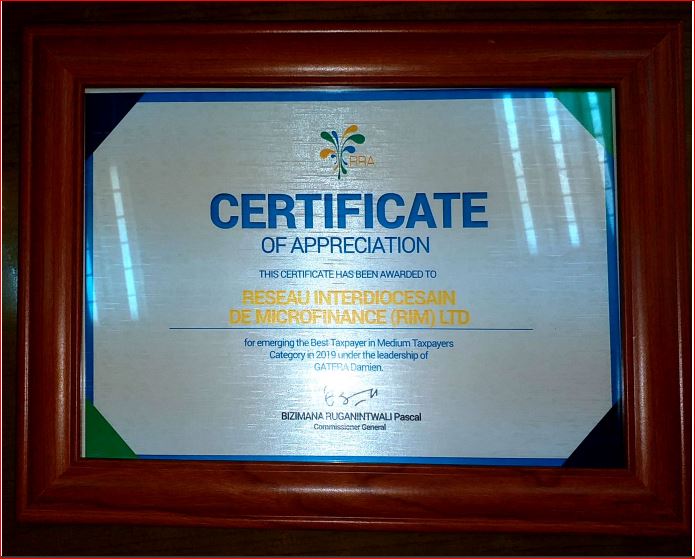 RRA
CERTIFICATE
OF APPRECIATION
THIS CERTIFICATE HAS BEEN AWARDED TO
RESEAU INTERDIOCESAIN
DE MICROFINANCE (RIM) LTD
for emerging the Best Taxpayer in Medium Taxpayers
Category in 2019 under the leadership of
GATERA Damien.
BIZIMANA RUGANINTWALI Pascal
Commissioner General